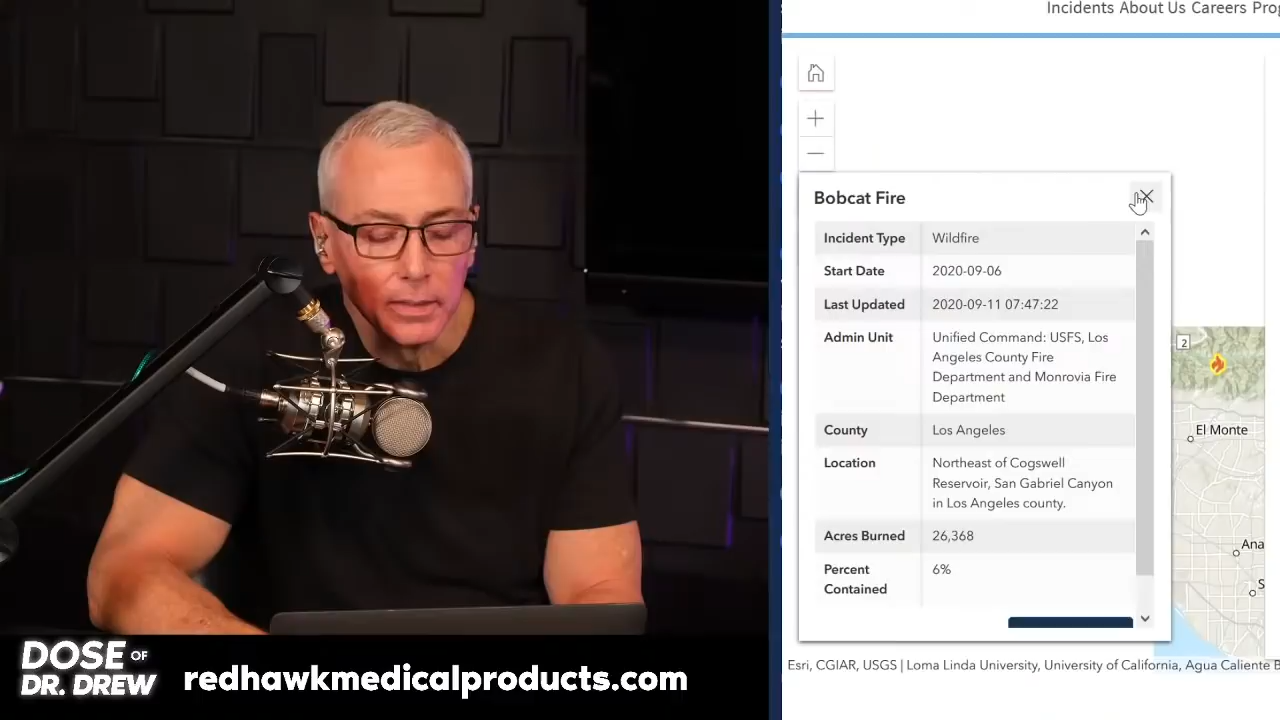 Incidents About Us Careers Prog
Bobcat Fire
Incident Type Wildfire
Start Date 2020-09-06
Last Updated 2020-09-11 07:47:22
Admin Unit Unified Command: USFS, Los
Angeles County Fire
Department and Monrovia Fire
Department
County Los Angeles
Location Northeast of Cogswell
Reservoir, San Gabriel Canyon
in Los Angeles county.
Acres Burned 26,368
Percent
Contained 6%
2
El Monte
Ana
S
Esri, CGIAR, USGS | Loma Linda University, University of California, Agua Caliente B
DOSE OF
DR. DREW
redhawkmedicalproducts.com